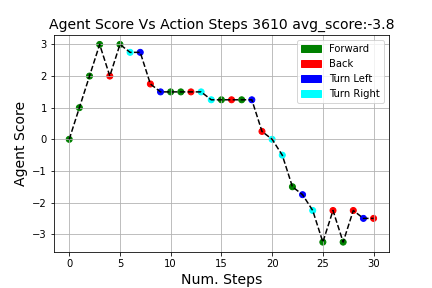 Agent Score Vs Action Steps 3610 avg_score:-3.8
Agent Score
3
2
1
0
−1
−2
−3
Forward
Back
Turn Left
Turn Right
0 5 10 15 20 25 30
Num. Steps